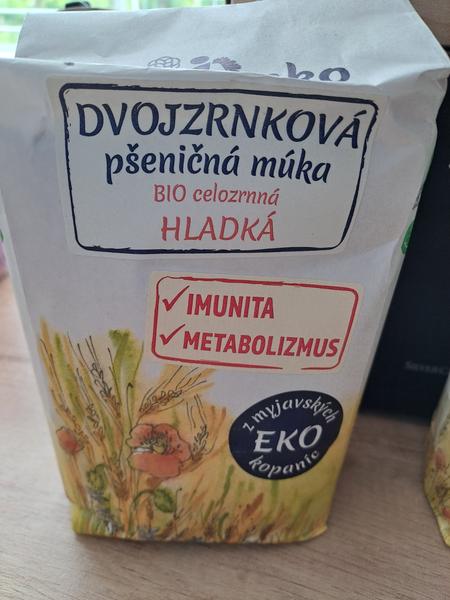 DVOJZRNKOVÁ
pšeničná múka
BIO celozrnná
HLADKÁ
✓IMUNITA
✓METABOLIZMUS
z myjavských
EKO
kopaníc